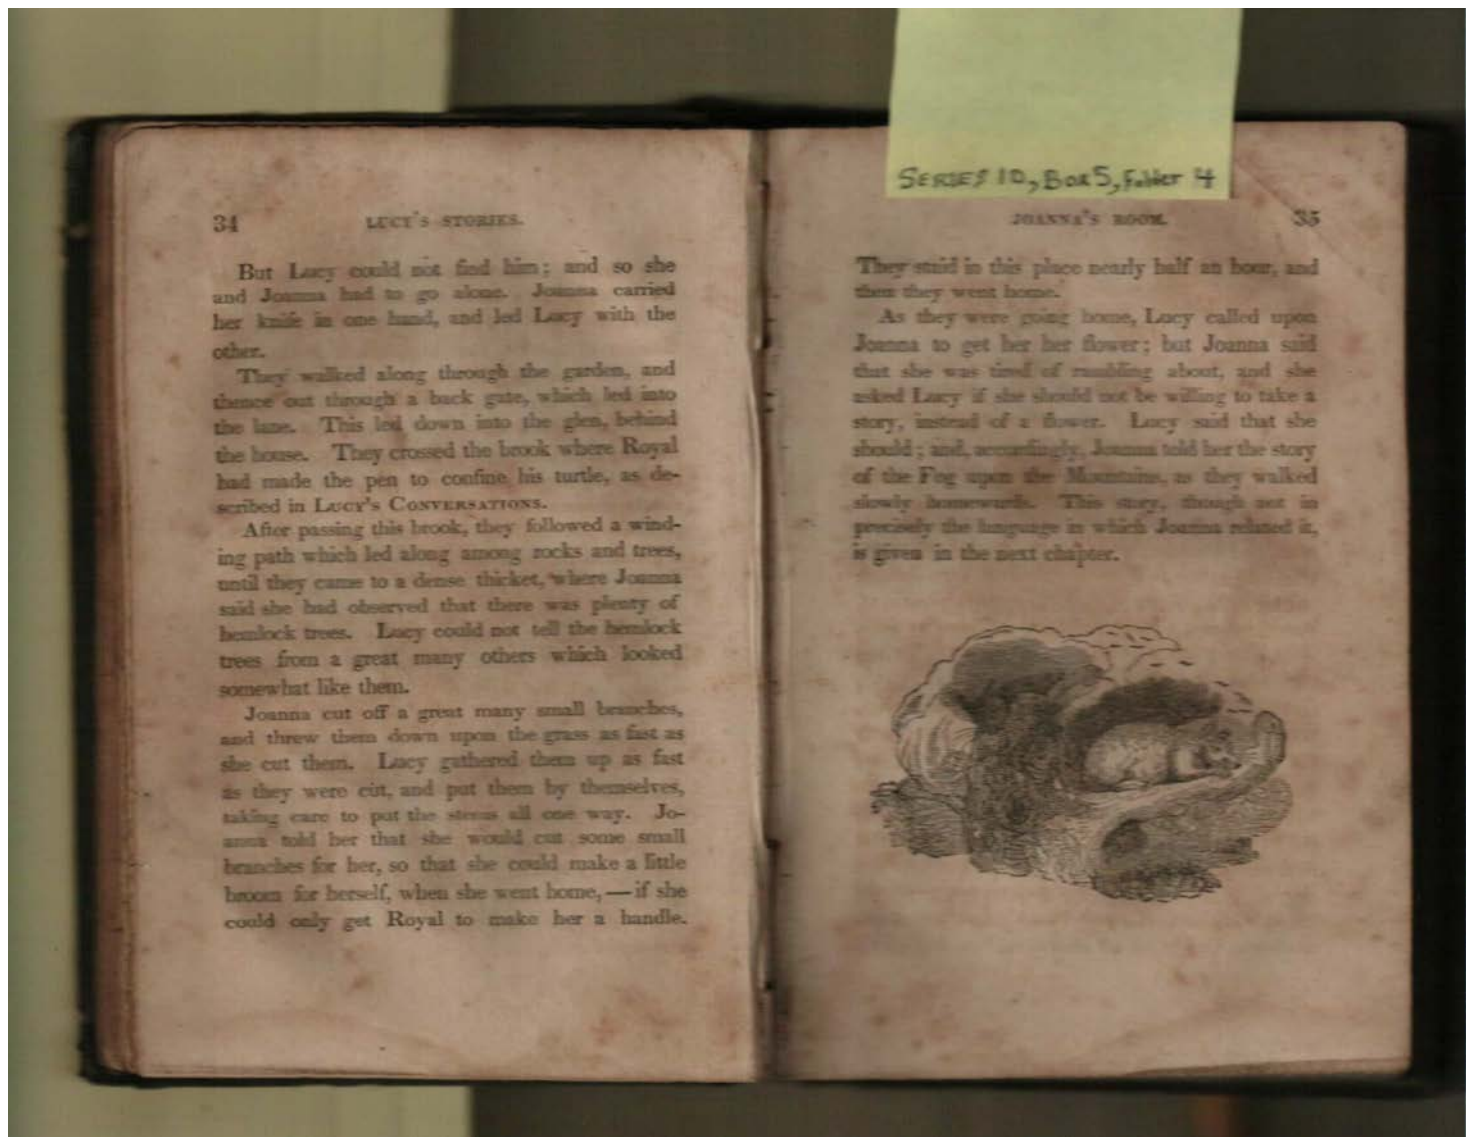 SERIES 10, Box 5, Folder 4
34 LUCY'S STORIES.
But Lucy could not find him; and so she
and Joanna had to go alone. Joanna carried
her knife in one hand, and led Lucy with the
other.
They walked along through the garden, and
thence out through a back gate, which led into
the lane. This led down into the glen, behind
the house. They crossed the brook where Royal
had made the pen to confine his turtle, as de-
scribed in LUCY'S CONVERSATIONS.
After passing this brook, they followed a wind-
ing path which led along among rocks and trees,
until they came to a dense thicket, where Joanna
said she had observed that there was plenty of
hemlock trees. Lucy could not tell the hemlock
trees from a great many others which looked
somewhat like them.
Joanna cut off a great many small branches,
and threw them down upon the grass as fast as
she cut them. Lucy gathered them up as fast
as they were cut, and put them by themselves,
taking care to put the stems all one way. Jo-
anna told her that she would cut some small
branches for her, so that she could make a little
broom for herself, when she went home, — if she
could only get Royal to make her a handle.
JOANNA'S ROOM. 35
They staid in this place nearly half an hour, and
then they went home.
As they were going home, Lucy called upon
Joanna to get her her flower; but Joanna said
that she was tired of rambling about, and she
asked Lucy if she should not be willing to take a
story, instead of a flower. Lucy said that she
should; and, accordingly, Joanna told her the story
of the Fog upon the Mountains, as they walked
slowly homewards. This story, though not in
precisely the language in which Joanna related it,
is given in the next chapter.